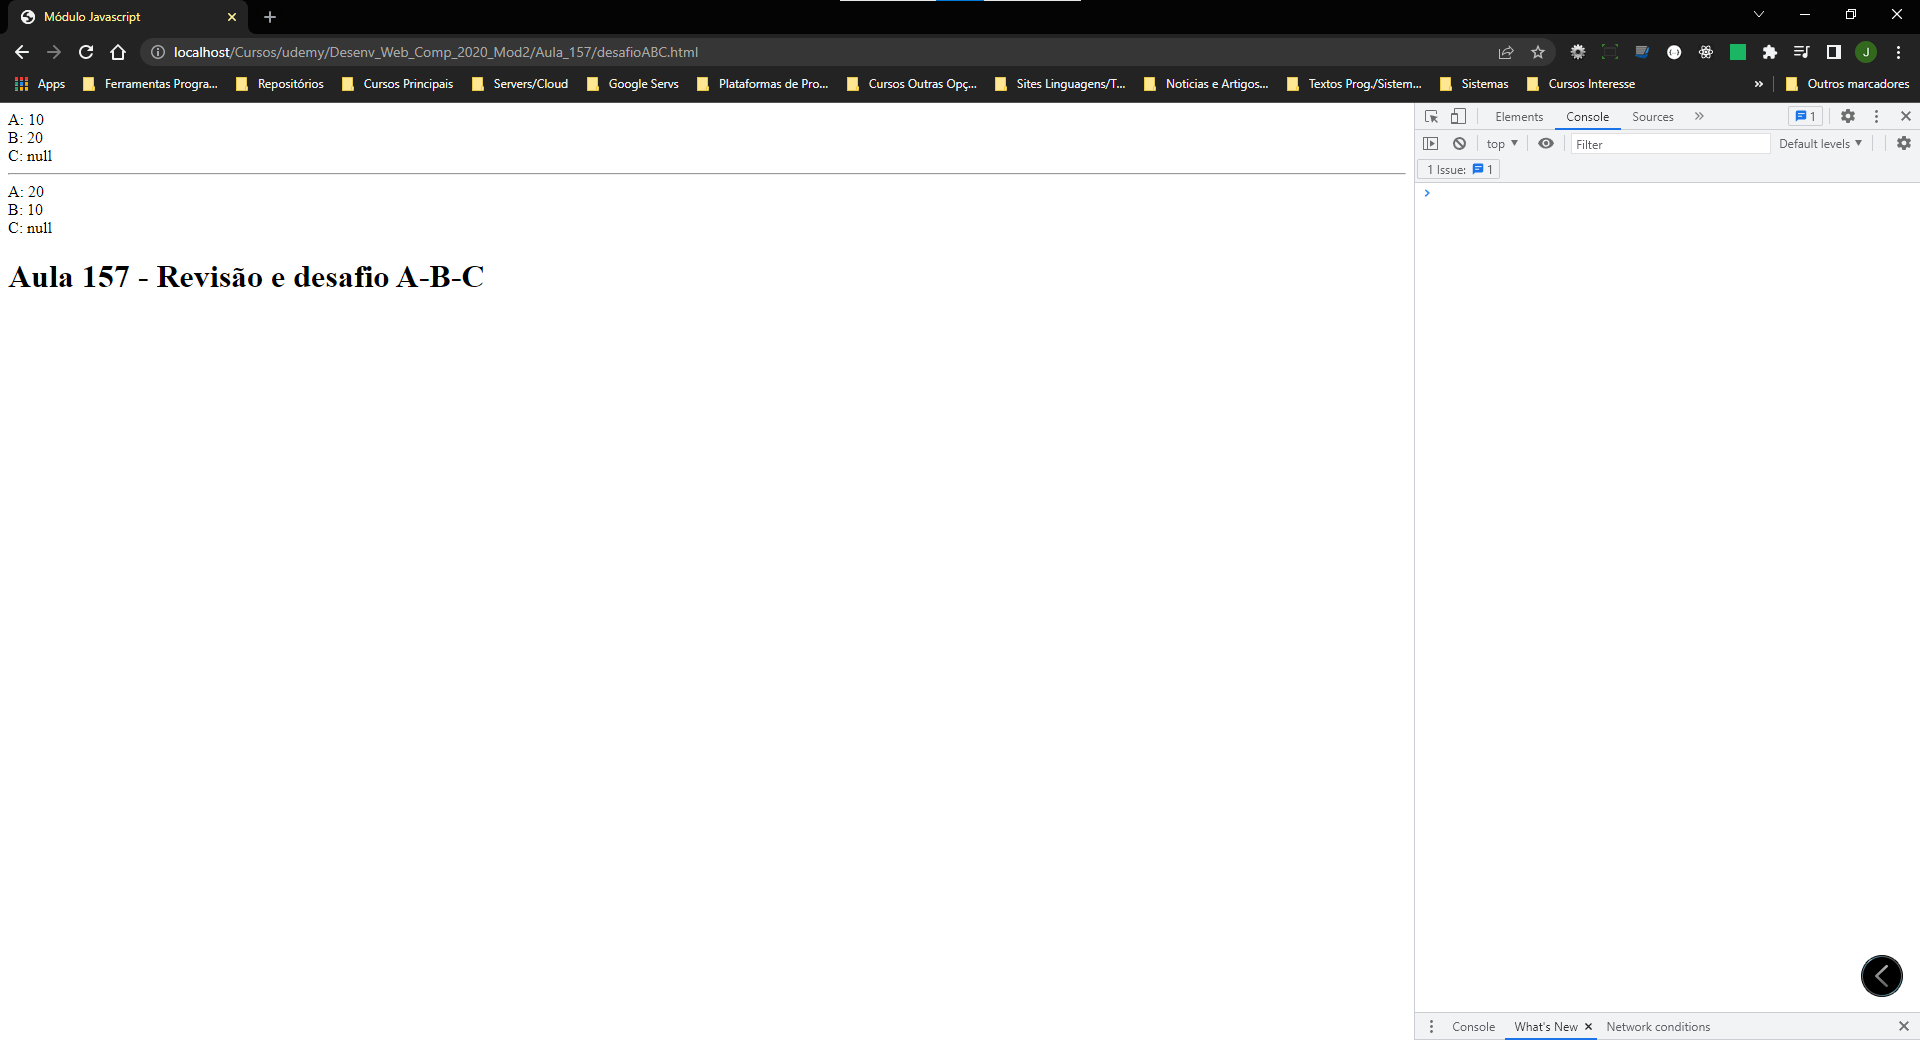 Módulo Javascript
localhost/Cursos/udemy/Desenv_Web_Comp_2020_Mod2/Aula_157/desafioABC.html
J
Apps Ferramentas Progra... Repositórios Cursos Principais Servers/Cloud Google Servs Plataformas de Pro... Cursos Outras Opç... Sites Linguagens/T... Noticias e Artigos... Textos Prog./Sistem... Sistemas Cursos Interesse » Outros marcadores
A: 10
B: 20
C: null
A: 20
B: 10
C: null
Aula 157 - Revisão e desafio A-B-C
Elements Console Sources » 1
top Filter Default levels
1 Issue: 1
Console What's New Network conditions